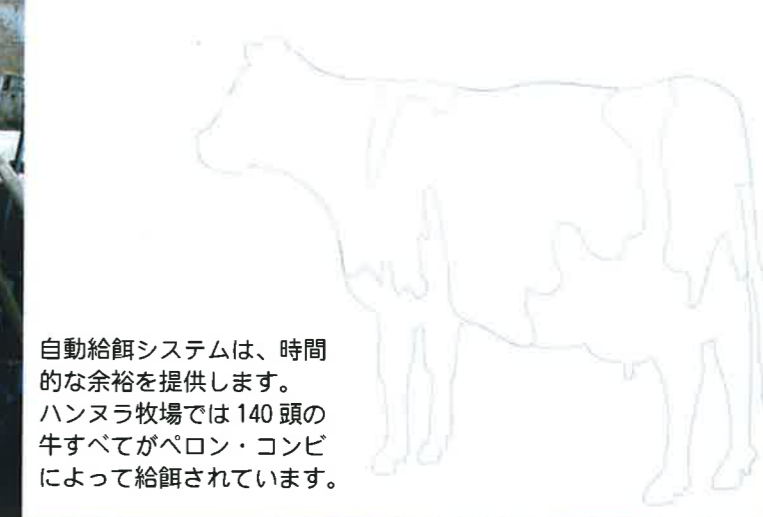 自動給餌システムは、時間
的な余裕を提供します。
ハンヌラ牧場では 140 頭の
牛すべてがペロン・コンビ
によって給餌されています。